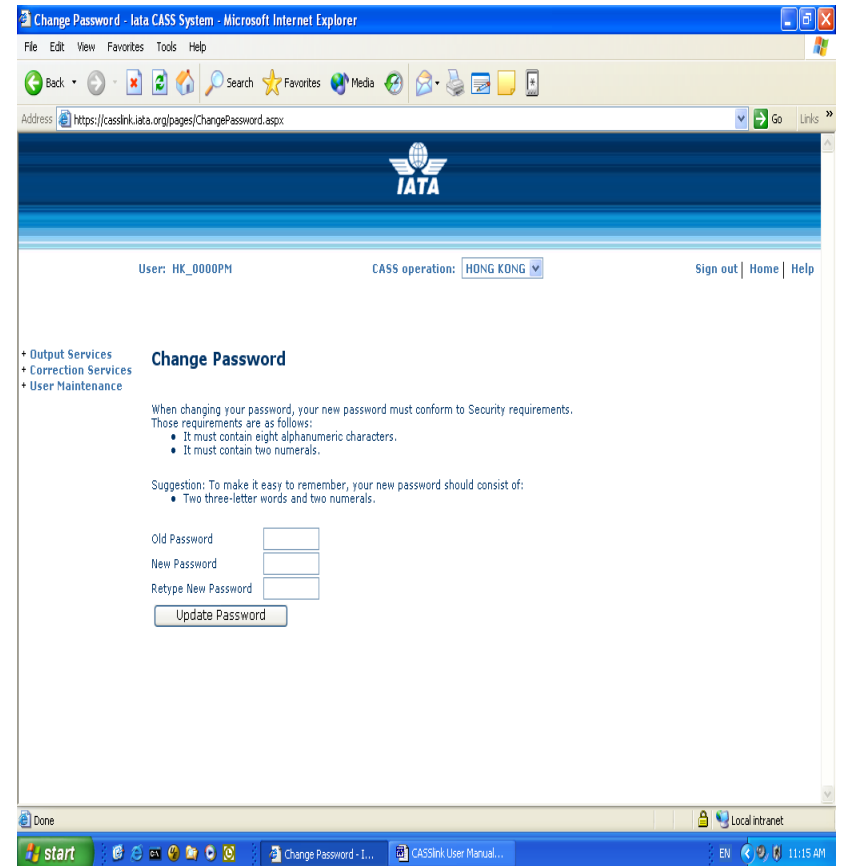 Change Password - Iata CASS System - Microsoft Internet Explorer
File Edit View Favorites Tools Help
Back Search Favorites Media
Address https://casslink.iata.org/pages/ChangePassword.aspx Go Links »
IATA
User: HK_0000PM CASS operation: HONG KONG Sign out | Home | Help
+ Output Services
+ Correction Services
+ User Maintenance
Change Password
When changing your password, your new password must conform to Security requirements.
Those requirements are as follows:
• It must contain eight alphanumeric characters.
• It must contain two numerals.
Suggestion: To make it easy to remember, your new password should consist of:
• Two three-letter words and two numerals.
Old Password
New Password
Retype New Password
Update Password
Done Local intranet
start Change Password - I... CASSlink User Manual... EN 11:15 AM